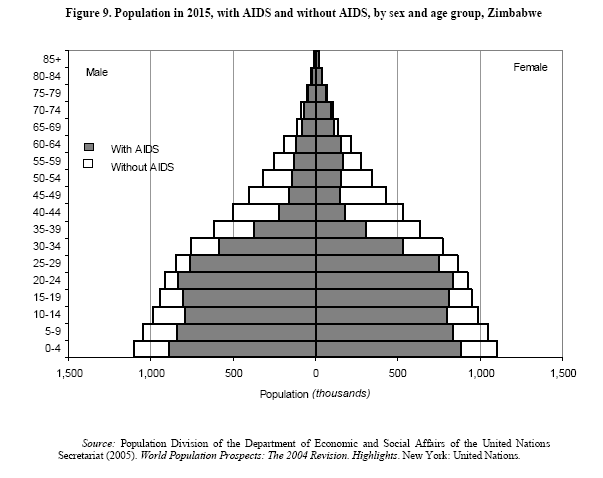 Figure 9. Population in 2015, with AIDS and without AIDS, by sex and age group, Zimbabwe
Male
Female
85+
80-84
75-79
70-74
65-69
60-64
55-59
50-54
45-49
40-44
35-39
30-34
25-29
20-24
15-19
10-14
5-9
0-4
With AIDS
Without AIDS
1,500 1,000 500 0 500 1,000 1,500
Population (thousands)
Source: Population Division of the Department of Economic and Social Affairs of the United Nations
Secretariat (2005). World Population Prospects: The 2004 Revision. Highlights. New York: United Nations.